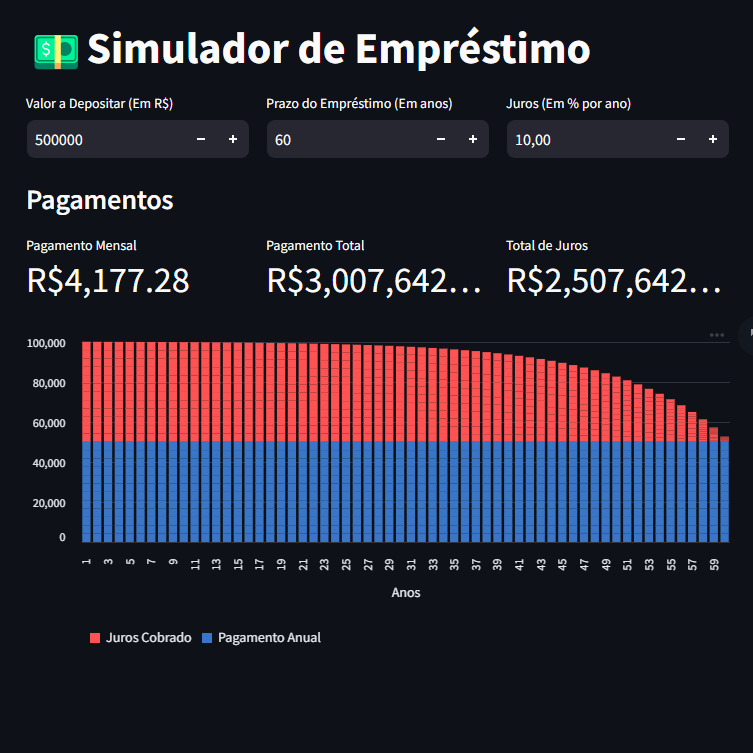 Simulador de Empréstimo
Valor a Depositar (Em R$) Prazo do Empréstimo (Em anos) Juros (Em % por ano)
500000 − + 60 − + 10,00 − +
Pagamentos
Pagamento Mensal Pagamento Total Total de Juros
R$4,177.28 R$3,007,642… R$2,507,642…
100,000
80,000
60,000
40,000
20,000
0
1 3 5 7 9 11 13 15 17 19 21 23 25 27 29 31 33 35 37 39 41 43 45 47 49 51 53 55 57 59
Anos
Juros Cobrado Pagamento Anual